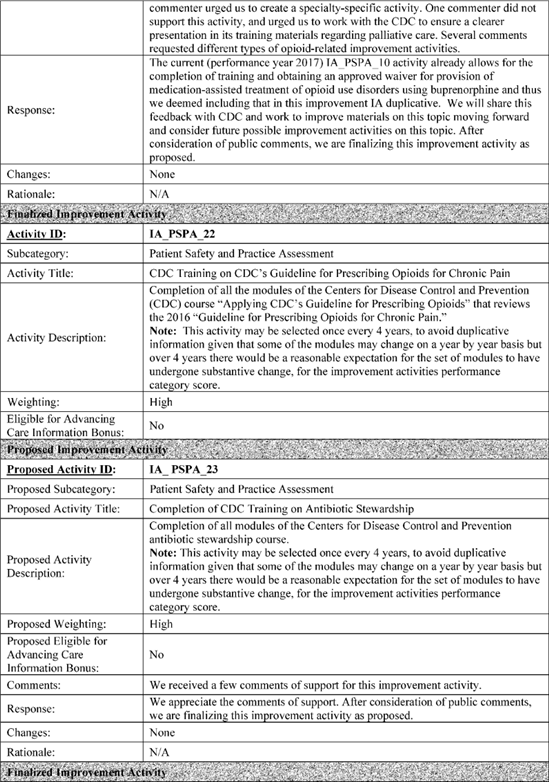 commenter urged us to create a specialty-specific activity. One commenter did not
support this activity, and urged us to work with the CDC to ensure a clearer
presentation in its training materials regarding palliative care. Several comments
requested different types of opioid-related improvement activities.
Response:
The current (performance year 2017) IA_PSPA_10 activity already allows for the
completion of training and obtaining an approved waiver for provision of
medication-assisted treatment of opioid use disorders using buprenorphine and thus
we deemed including that in this improvement IA duplicative. We will share this
feedback with CDC and work to improve materials on this topic moving forward
and consider future possible improvement activities on this topic. After
consideration of public comments, we are finalizing this improvement activity as
proposed.
Changes: None
Rationale: N/A
Finalized Improvement Activity
Activity ID: IA_PSPA_22
Subcategory: Patient Safety and Practice Assessment
Activity Title: CDC Training on CDC's Guideline for Prescribing Opioids for Chronic Pain
Activity Description:
Completion of all the modules of the Centers for Disease Control and Prevention
(CDC) course "Applying CDC's Guideline for Prescribing Opioids" that reviews
the 2016 "Guideline for Prescribing Opioids for Chronic Pain."
Note: This activity may be selected once every 4 years, to avoid duplicative
information given that some of the modules may change on a year by year basis but
over 4 years there would be a reasonable expectation for the set of modules to have
undergone substantive change, for the improvement activities performance
category score.
Weighting: High
Eligible for Advancing
Care Information Bonus: No
Proposed Improvement Activity
Proposed Activity ID: IA_ PSPA_23
Proposed Subcategory: Patient Safety and Practice Assessment
Proposed Activity Title: Completion of CDC Training on Antibiotic Stewardship
Proposed Activity
Description:
Completion of all modules of the Centers for Disease Control and Prevention
antibiotic stewardship course.
Note: This activity may be selected once every 4 years, to avoid duplicative
information given that some of the modules may change on a year by year basis but
over 4 years there would be a reasonable expectation for the set of modules to have
undergone substantive change, for the improvement activities performance
category score.
Proposed Weighting: High
Proposed Eligible for
Advancing Care
Information Bonus: No
Comments: We received a few comments of support for this improvement activity.
Response:
We appreciate the comments of support. After consideration of public comments,
we are finalizing this improvement activity as proposed.
Changes: None
Rationale: N/A
Finalized Improvement Activity